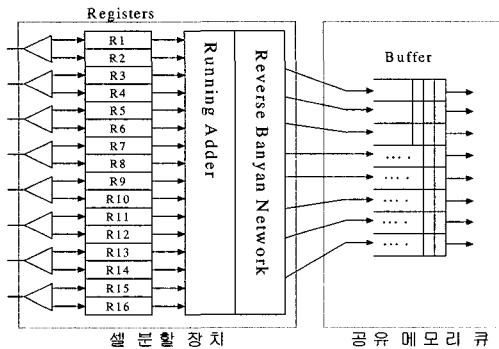 Registers
R1
R2
R3
R4
R5
R6
R7
R8
R9
R10
R11
R12
R13
R14
R15
R16
Running Adder
Reverse Banyan Network
Buffer
....
....
....
....
셀 분할 장치
공유 메모리 큐